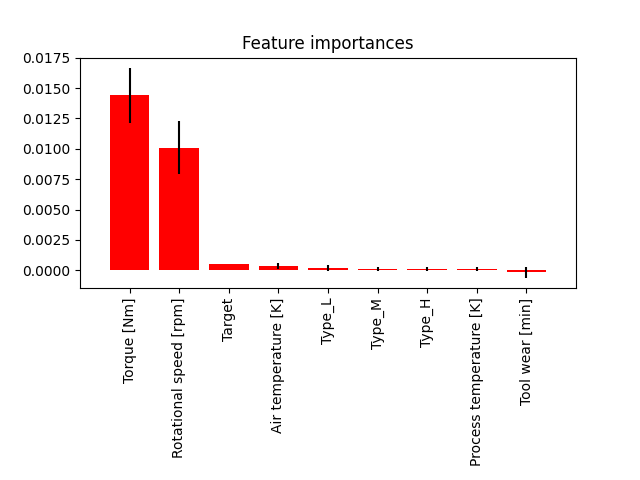 Feature importances
0.0175
0.0150
0.0125
0.0100
0.0075
0.0050
0.0025
0.0000
Torque [Nm]
Rotational speed [rpm]
Target
Air temperature [K]
Type_L
Type_M
Type_H
Process temperature [K]
Tool wear [min]